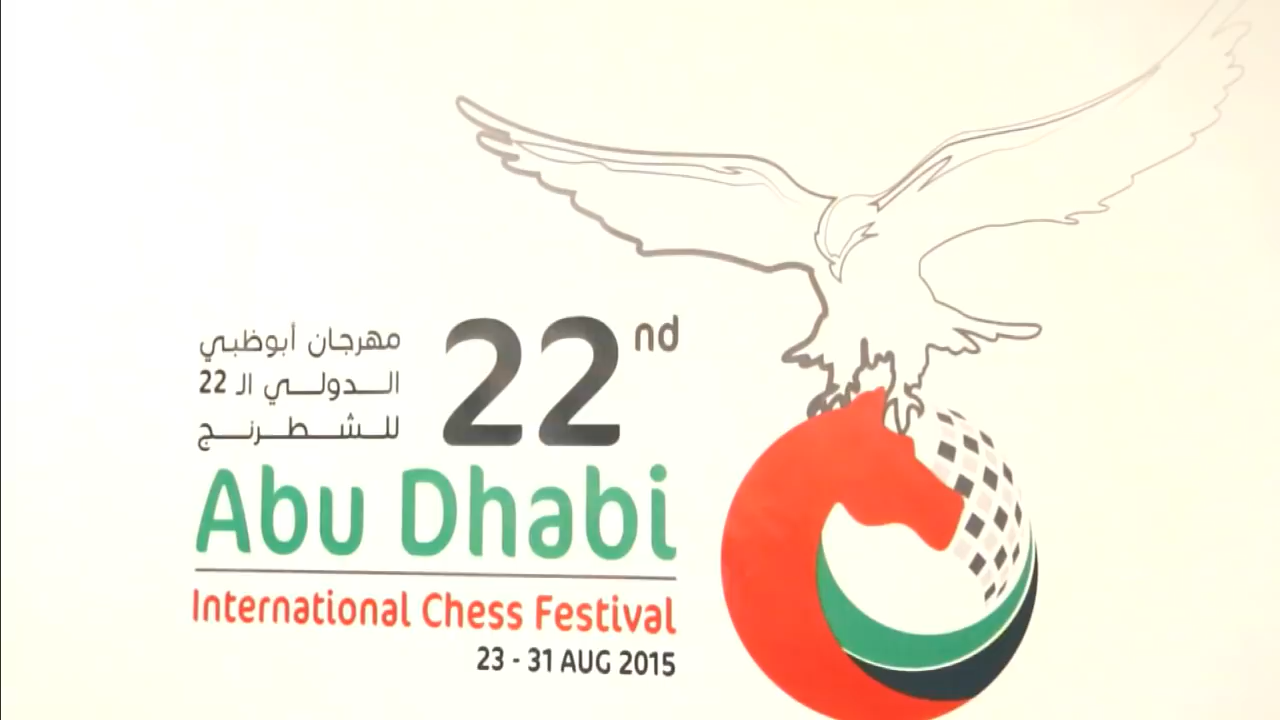 مهرجان أبوظبي
الدولي الـ 22
للشطرنج
22nd
Abu Dhabi
International Chess Festival
23 - 31 AUG 2015